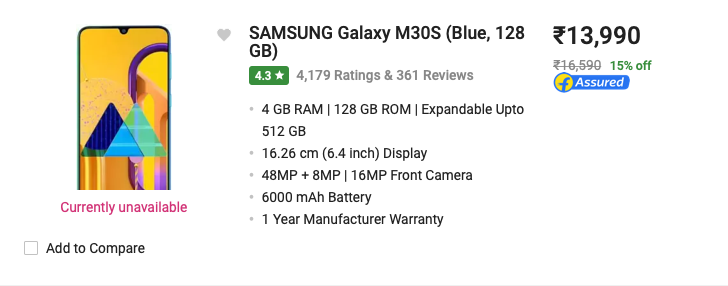 SAMSUNG Galaxy M30S (Blue, 128
GB)
4.3 ★ 4,179 Ratings & 361 Reviews
4 GB RAM | 128 GB ROM | Expandable Upto
512 GB
16.26 cm (6.4 inch) Display
48MP + 8MP | 16MP Front Camera
6000 mAh Battery
1 Year Manufacturer Warranty
₹13,990
₹16,590 15% off
f Assured
Currently unavailable
Add to Compare